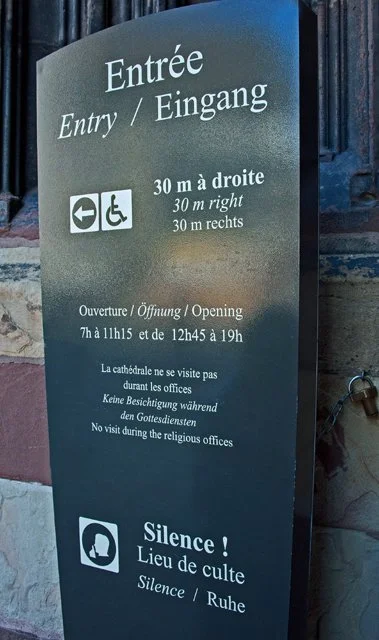 Entrée
Entry / Eingang
30 m à droite
30 m right
30 m rechts
Ouverture / Öffnung / Opening
7h à 11h15 et de 12h45 à 19h
La cathédrale ne se visite pas
durant les offices
Keine Besichtigung während
den Gottesdiensten
No visit during the religious offices
Silence !
Lieu de culte
Silence / Ruhe